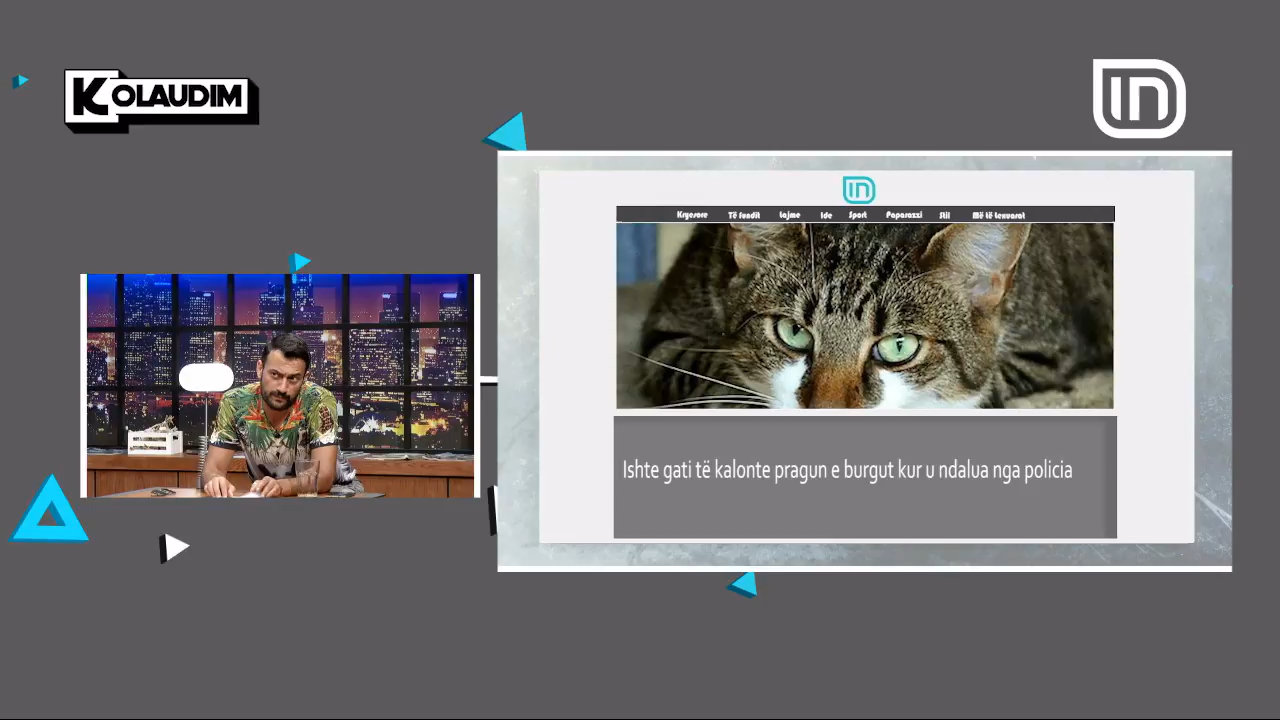 KOLAUDIM
IN
IN
Kryesore Të fundit Lajme Ide Sport Paparazzi Stil Më të Lexuarat
Ishte gati të kalonte pragun e burgut kur u ndalua nga policia